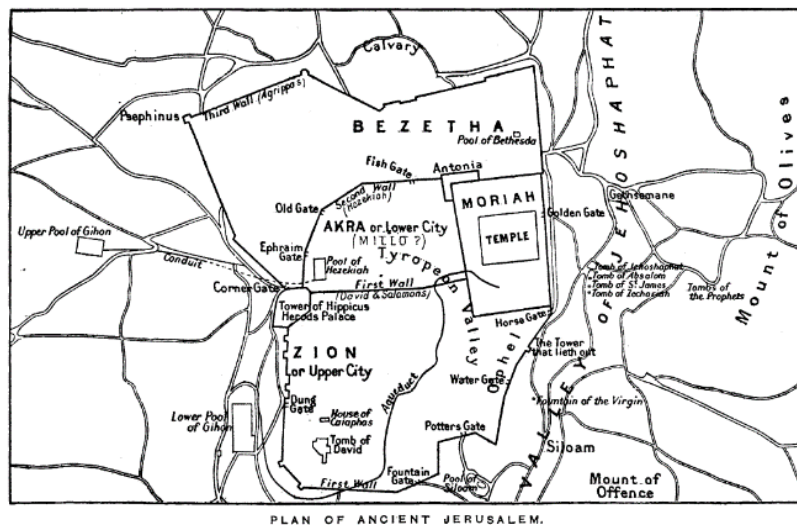 Calvary
Psephinus
Third Wall (Agrippas)
BEZETHA
Pool of Bethesda
VALLEY OF JEHOSHAPHAT
Mount of Olives
Fish Gate
Antonia
Second Wall
(Hezekiah)
Old Gate
MORIAH
TEMPLE
Gethsemane
Golden Gate
AKRA or Lower City
(MILLO ?)
Upper Pool of Gihon
Conduit
Ephraim
Gate
Pool of
Hezekiah
Tyropeon Valley
Tomb of Jehoshaphat
Tomb of Absalom
Tomb of St. James
Tomb of Zechariah
Tombs of
the Prophets
Corner Gate
First Wall
(David & Salomons)
Tower of Hippicus
Herods Palace
Horse Gate
Ophel
The Tower
that lieth out
ZION
or Upper City
Aqueduct
Water Gate
Fountain of the Virgin
Dung
Gate
House of
Caiaphas
Tomb of
David
Lower Pool
of Gihon
Potters Gate
Siloam
First Wall
Fountain
Gate
Pool of
Siloam
Mount of
Offence
PLAN OF ANCIENT JERUSALEM.